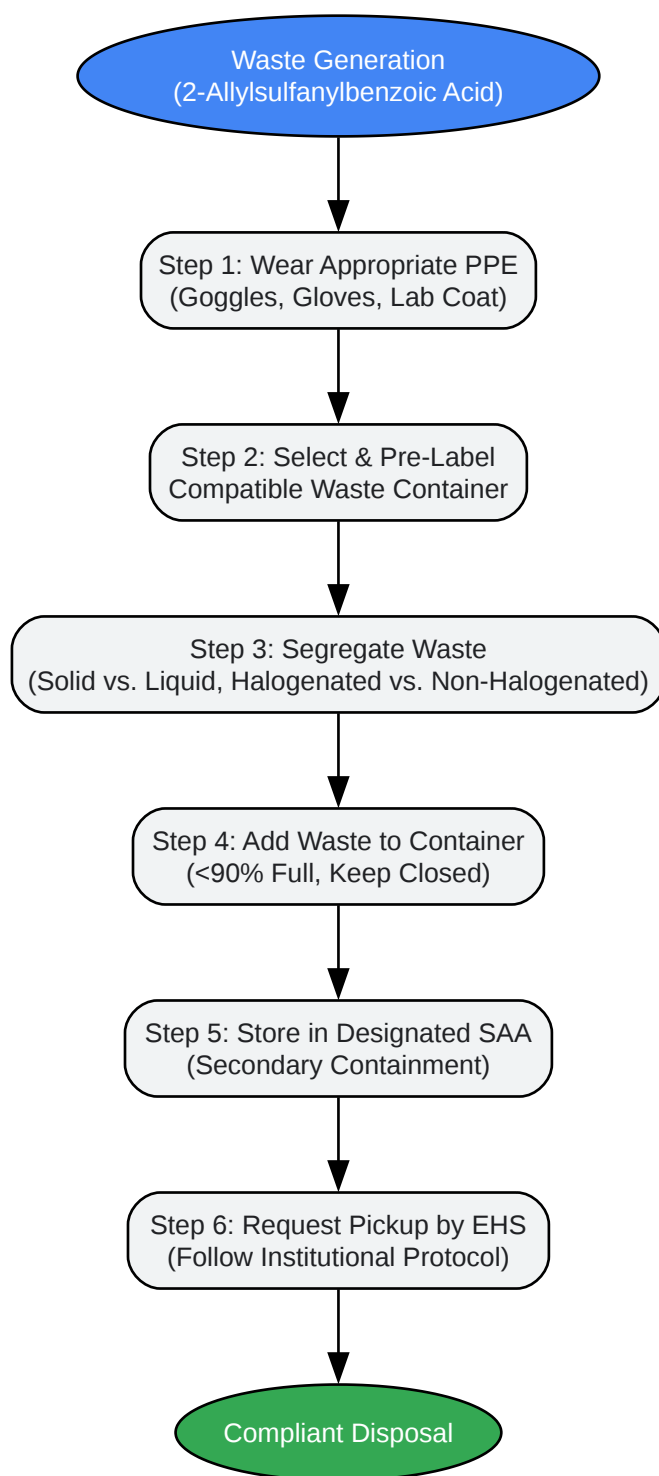 Waste Generation
(2-Allylsulfanylbenzoic Acid)
Step 1: Wear Appropriate PPE
(Goggles, Gloves, Lab Coat)
Step 2: Select & Pre-Label
Compatible Waste Container
Step 3: Segregate Waste
(Solid vs. Liquid, Halogenated vs. Non-Halogenated)
Step 4: Add Waste to Container
(<90% Full, Keep Closed)
Step 5: Store in Designated SAA
(Secondary Containment)
Step 6: Request Pickup by EHS
(Follow Institutional Protocol)
Compliant Disposal